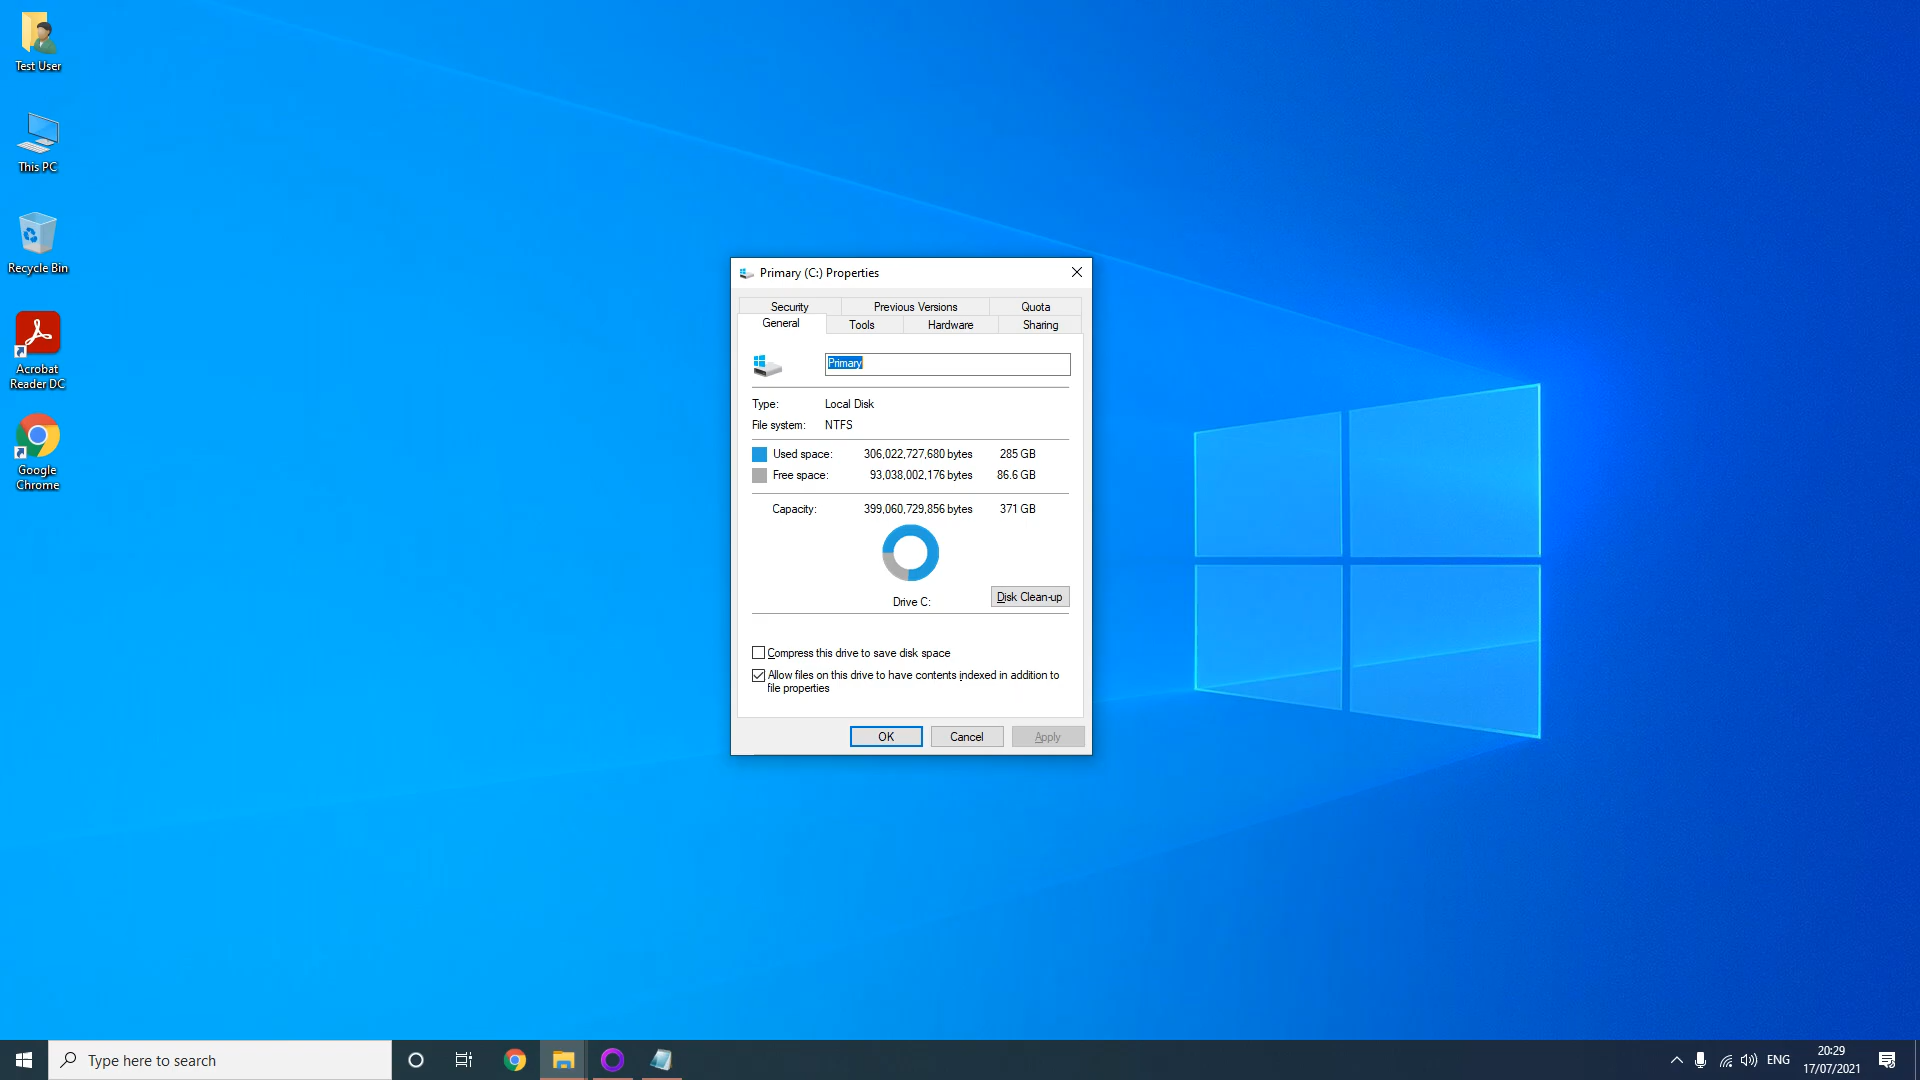 Test User
This PC
Recycle Bin
Acrobat
Reader DC
Google
Chrome
Primary (C:) Properties
Security Previous Versions Quota
General Tools Hardware Sharing
Primary
Type: Local Disk
File system: NTFS
Used space: 306,022,727,680 bytes 285 GB
Free space: 93,038,002,176 bytes 86.6 GB
Capacity: 399,060,729,856 bytes 371 GB
Drive C:
Disk Clean-up
Compress this drive to save disk space
Allow files on this drive to have contents indexed in addition to
file properties
OK Cancel Apply
Type here to search
ENG
20:29
17/07/2021